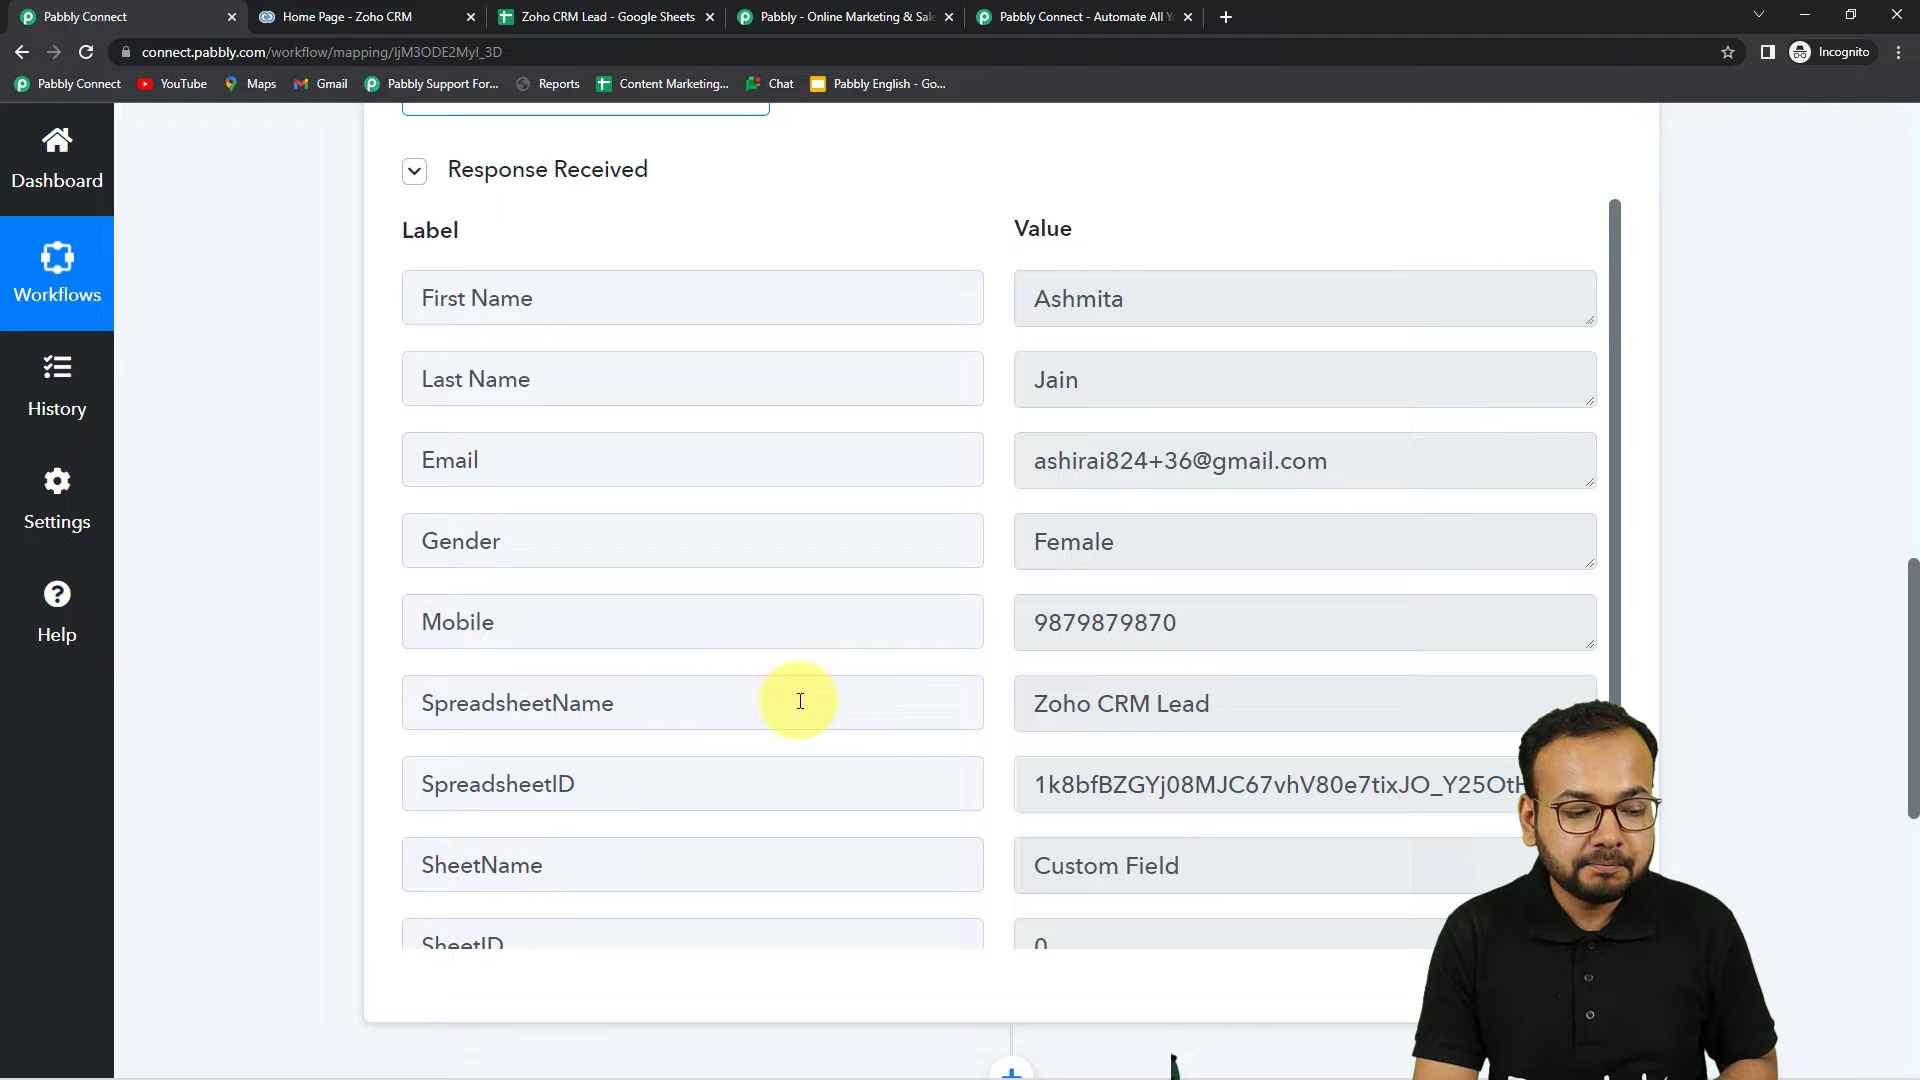 Pabbly Connect
Home Page - Zoho CRM
Zoho CRM Lead - Google Sheets
Pabbly - Online Marketing & Sal
Pabbly Connect - Automate All Y
connect.pabbly.com/workflow/mapping/IjM3ODE2MyI_3D
Incognito
Pabbly Connect
YouTube
Maps
Gmail
Pabbly Support For...
Reports
Content Marketing...
Chat
Pabbly English - Go...
Dashboard
Workflows
History
Settings
Help
Response Received
Label
Value
First Name
Ashmita
Last Name
Jain
Email
ashirai824+36@gmail.com
Gender
Female
Mobile
9879879870
SpreadsheetName
Zoho CRM Lead
SpreadsheetID
1k8bfBZGYj08MJC67vhV80e7tixJO_Y25OtH
SheetName
Custom Field
SheetID
0